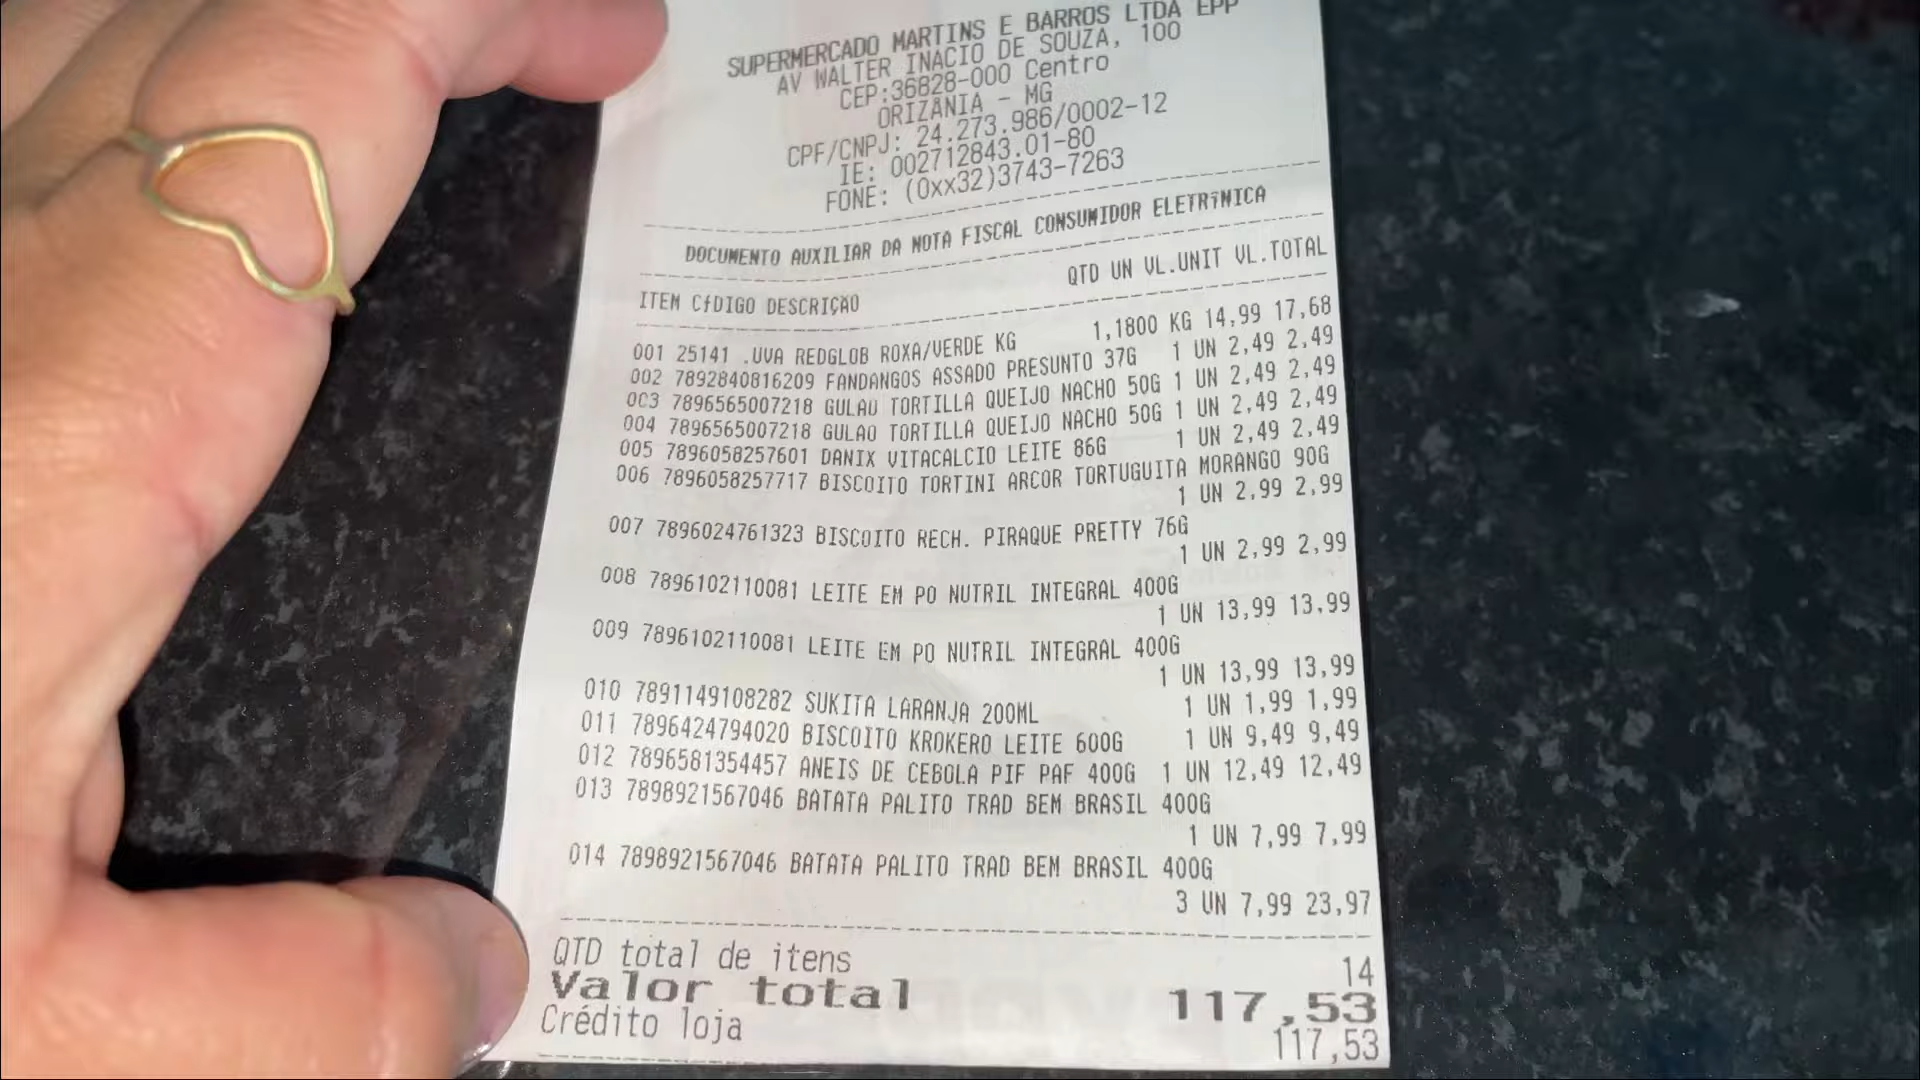 SUPERMERCADO MARTINS E BARROS LTDA EPP
AV WALTER INACIO DE SOUZA, 100
CEP:36828-000 Centro
ORIZÂNIA - MG
CPF/CNPJ: 24.273.986/0002-12
IE: 002712843.01-80
FONE: (0xx32)3743-7263
DOCUMENTO AUXILIAR DA NOTA FISCAL CONSUMIDOR ELETRîNICA
QTD UN VL.UNIT VL.TOTAL
ITEM CfDIGO DESCRIÇÃO
001 25141 .UVA REDGLOB ROXA/VERDE KG 1,1800 KG 14,99 17,68
002 7892840816209 FANDANGOS ASSADO PRESUNTO 37G 1 UN 2,49 2,49
003 7896565007218 GULAO TORTILLA QUEIJO NACHO 50G 1 UN 2,49 2,49
004 7896565007218 GULAO TORTILLA QUEIJO NACHO 50G 1 UN 2,49 2,49
005 7896058257601 DANIX VITACALCIO LEITE 86G 1 UN 2,49 2,49
006 7896058257717 BISCOITO TORTINI ARCOR TORTUGUITA MORANGO 90G
1 UN 2,99 2,99
007 7896024761323 BISCOITO RECH. PIRAQUE PRETTY 76G
1 UN 2,99 2,99
008 7896102110081 LEITE EM PO NUTRIL INTEGRAL 400G
1 UN 13,99 13,99
009 7896102110081 LEITE EM PO NUTRIL INTEGRAL 400G
1 UN 13,99 13,99
010 7891149108282 SUKITA LARANJA 200ML 1 UN 1,99 1,99
011 7896424794020 BISCOITO KROKERO LEITE 600G 1 UN 9,49 9,49
012 7896581354457 ANEIS DE CEBOLA PIF PAF 400G 1 UN 12,49 12,49
013 7898921567046 BATATA PALITO TRAD BEM BRASIL 400G
1 UN 7,99 7,99
014 7898921567046 BATATA PALITO TRAD BEM BRASIL 400G
3 UN 7,99 23,97
QTD total de itens 14
Valor total 117,53
Crédito loja 117,53